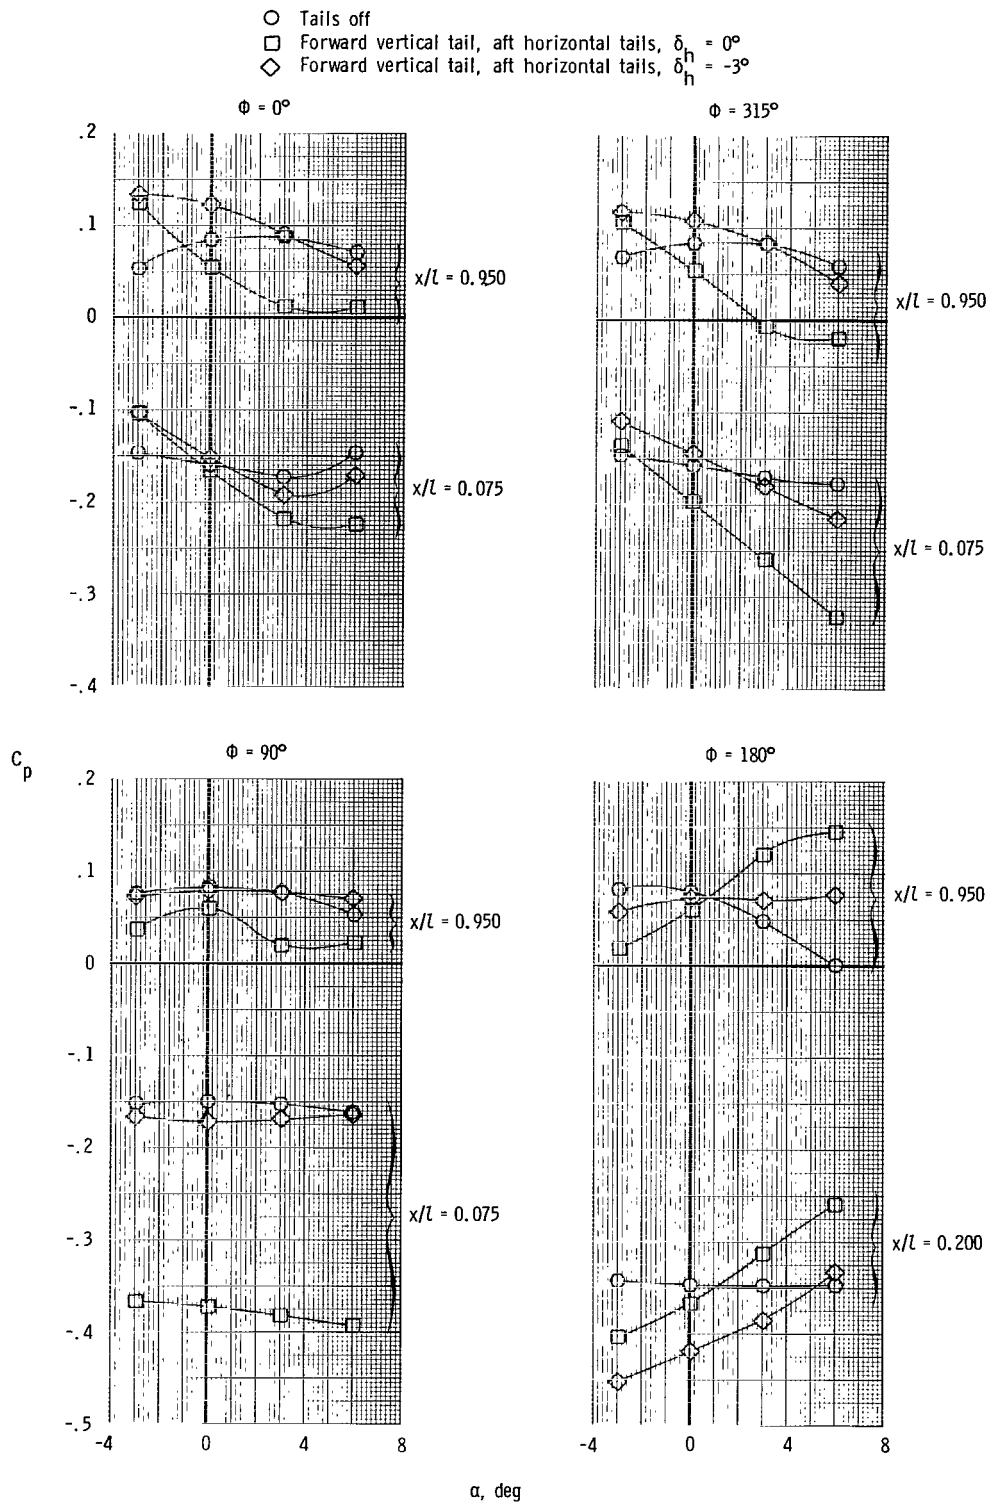 Tails off
Forward vertical tail, aft horizontal tails, δh = 0°
Forward vertical tail, aft horizontal tails, δh = -3°
Φ = 0°
Φ = 315°
.2
.1
0
-.1
-.2
-.3
-.4
x/l = 0.950
x/l = 0.075
x/l = 0.950
x/l = 0.075
Cp
Φ = 90°
Φ = 180°
.2
.1
0
-.1
-.2
-.3
-.4
-.5
x/l = 0.950
x/l = 0.075
x/l = 0.950
x/l = 0.200
-4 0 4 8
-4 0 4 8
α, deg